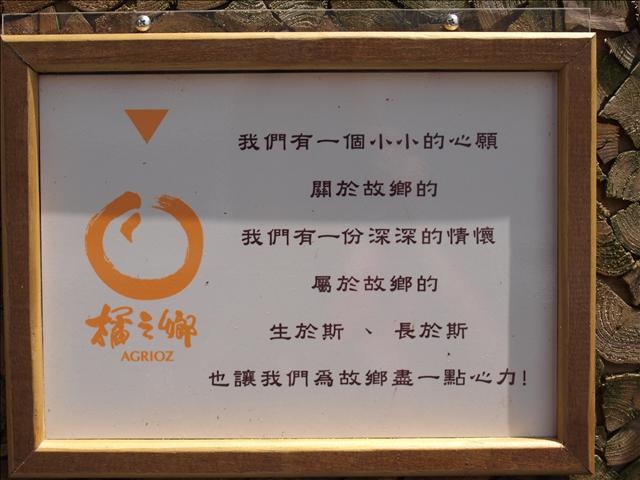 我們有一個小小的心願
關於故鄉的
我們有一份深深的情懷
屬於故鄉的
生於斯、長於斯
也讓我們為故鄉盡一點心力!
橘之鄉
AGRIOZ